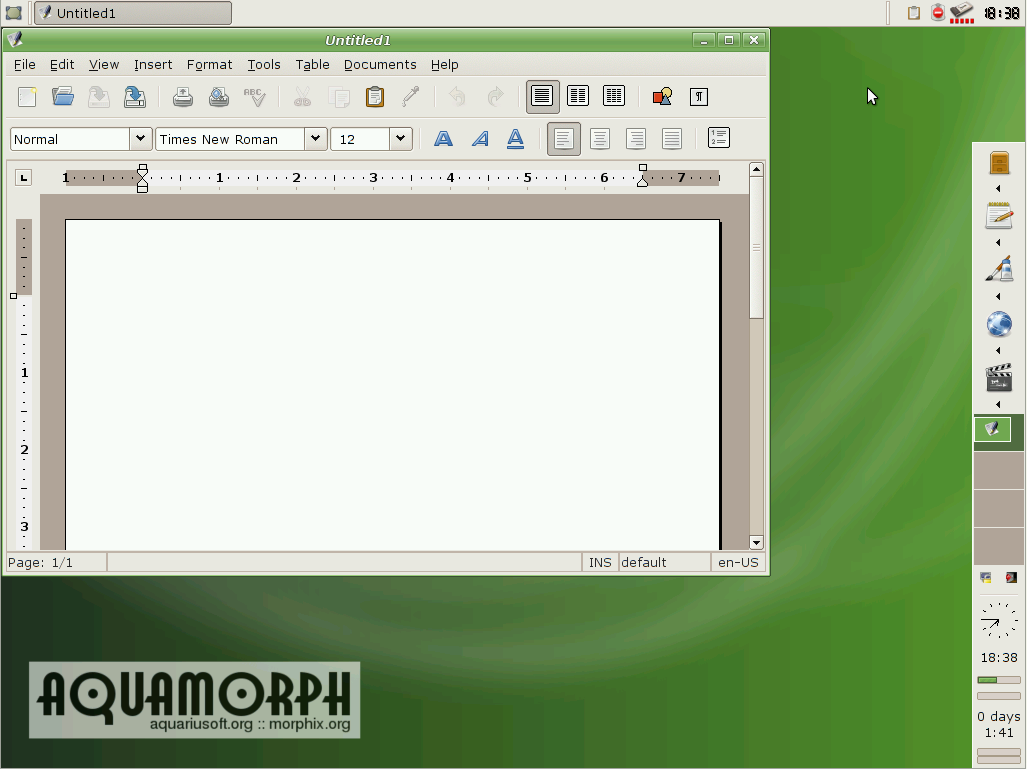 Untitled1
18:38
Untitled1
File Edit View Insert Format Tools Table Documents Help
ABC
¶
Normal Times New Roman 12 A A A
1 1 2 3 4 5 6 7
1
2
3
Page: 1/1 INS default en-US
18:38
0 days
1:41
AQUAMORPH
aquariusoft.org :: morphix.org